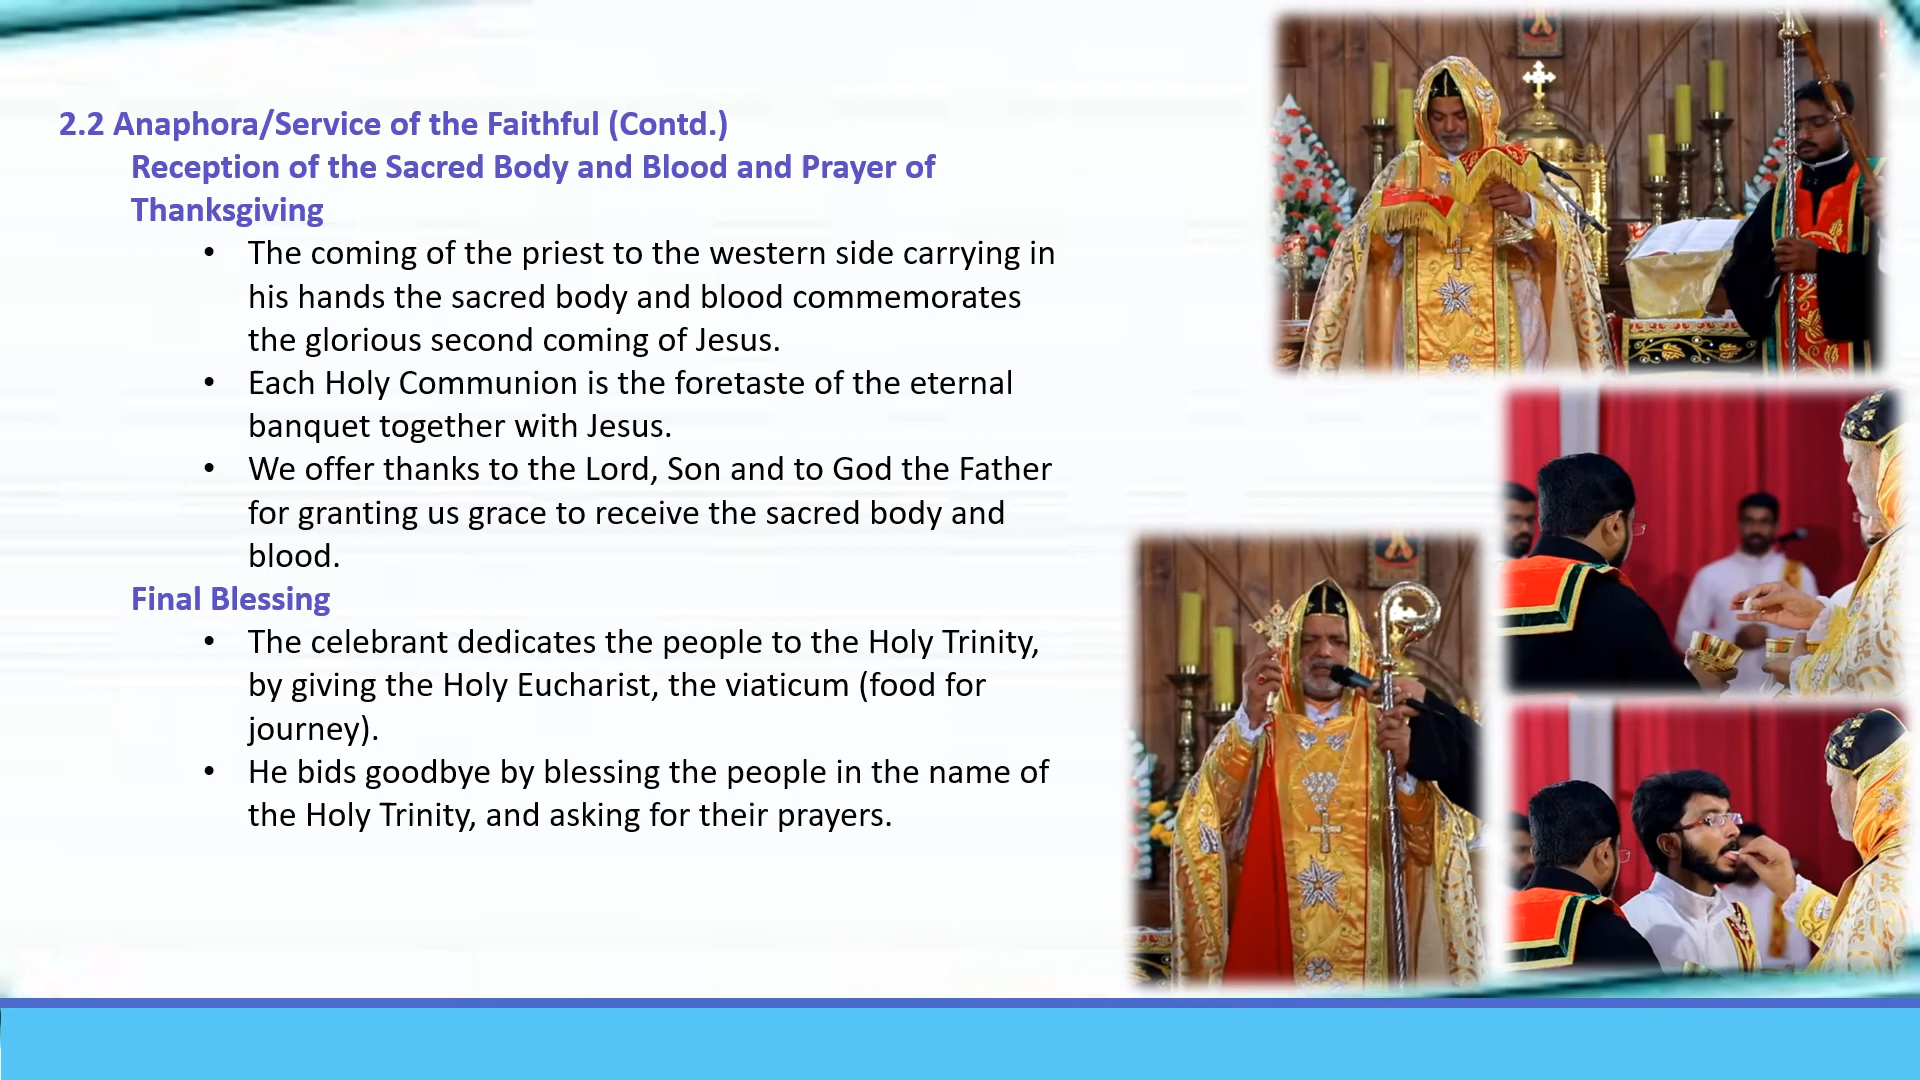 2.2 Anaphora/Service of the Faithful (Contd.)
Reception of the Sacred Body and Blood and Prayer of
Thanksgiving
• The coming of the priest to the western side carrying in
his hands the sacred body and blood commemorates
the glorious second coming of Jesus.
• Each Holy Communion is the foretaste of the eternal
banquet together with Jesus.
• We offer thanks to the Lord, Son and to God the Father
for granting us grace to receive the sacred body and
blood.
Final Blessing
• The celebrant dedicates the people to the Holy Trinity,
by giving the Holy Eucharist, the viaticum (food for
journey).
• He bids goodbye by blessing the people in the name of
the Holy Trinity, and asking for their prayers.